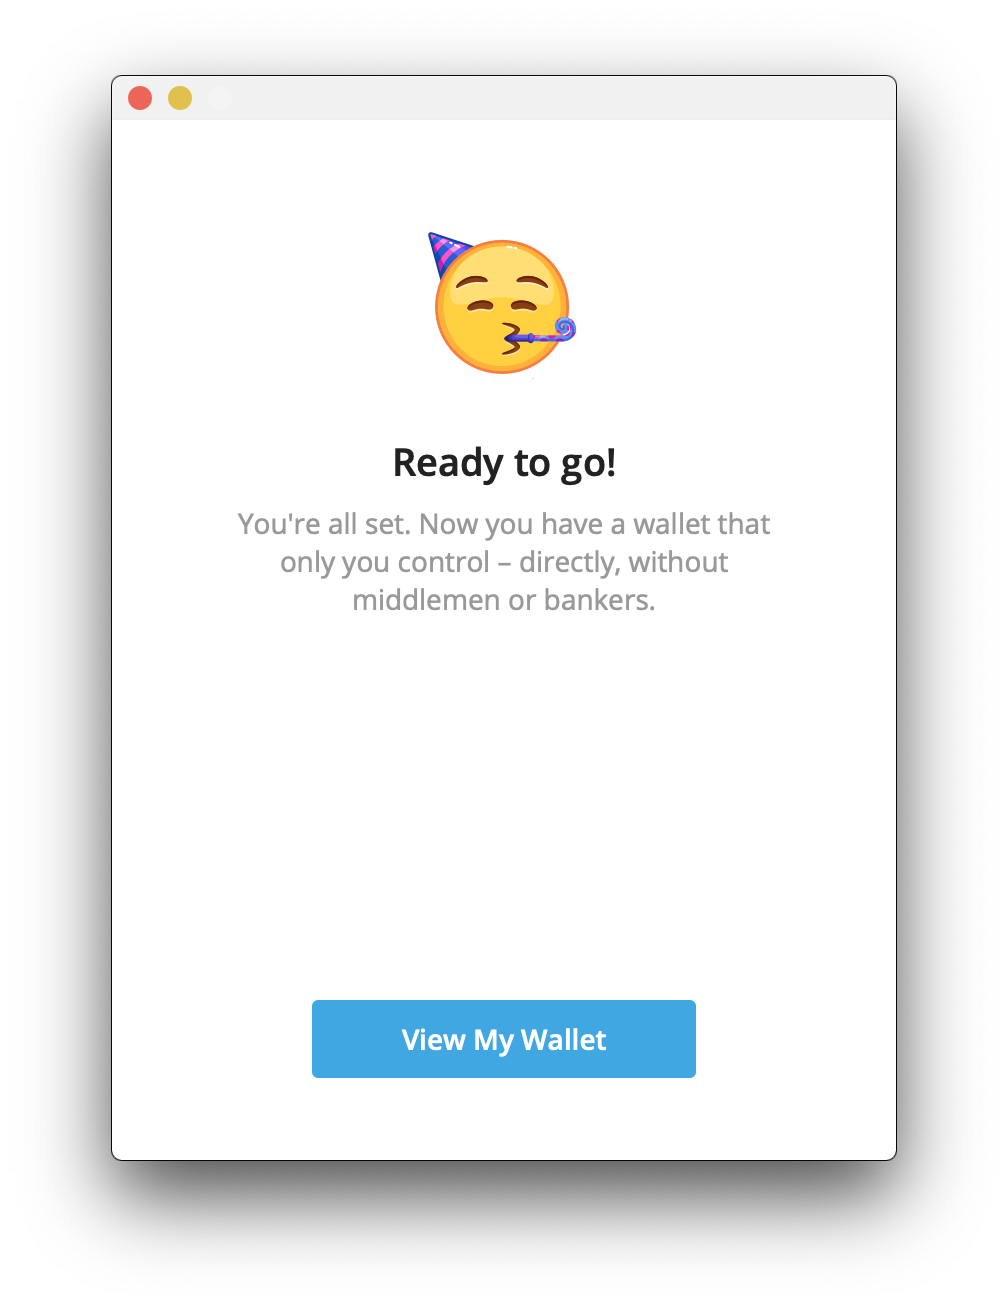 Ready to go!
You're all set. Now you have a wallet that
only you control – directly, without
middlemen or bankers.
View My Wallet